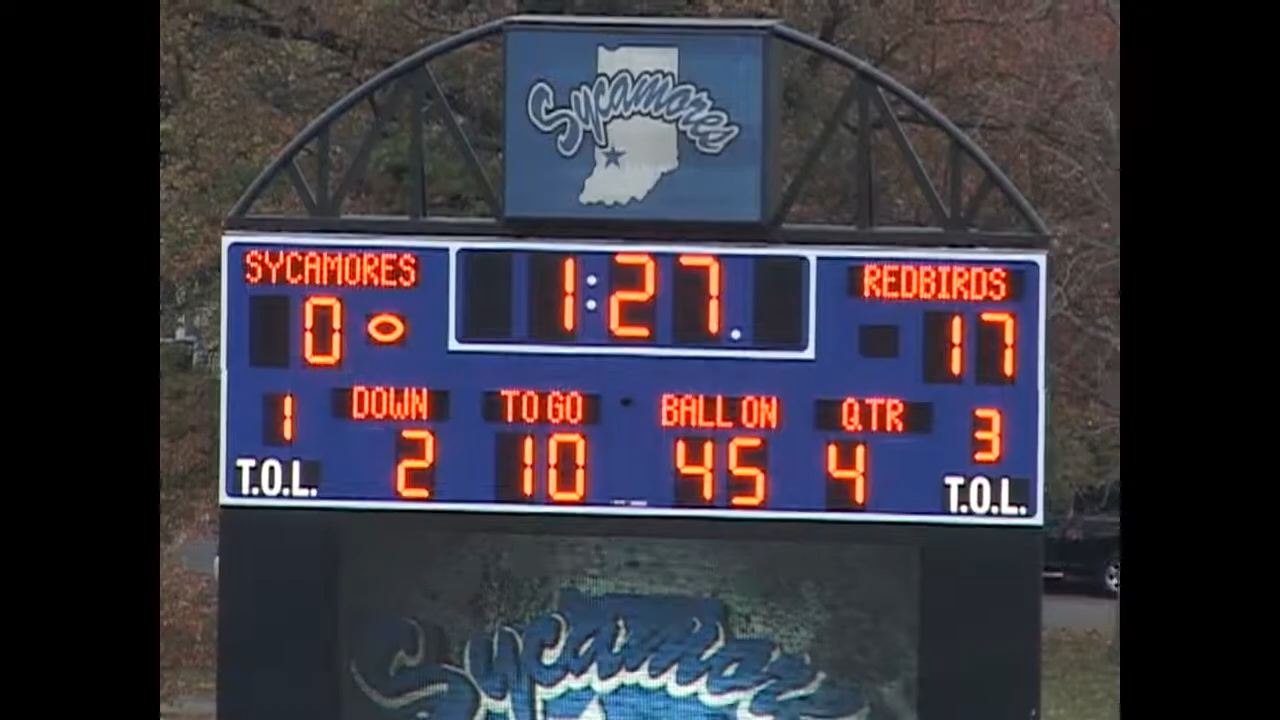 Sycamores
SYCAMORES 1:27. REDBIRDS
0 17
1 DOWN TO GO BALL ON QTR 3
T.O.L. 2 10 45 4 T.O.L.
Sycamores